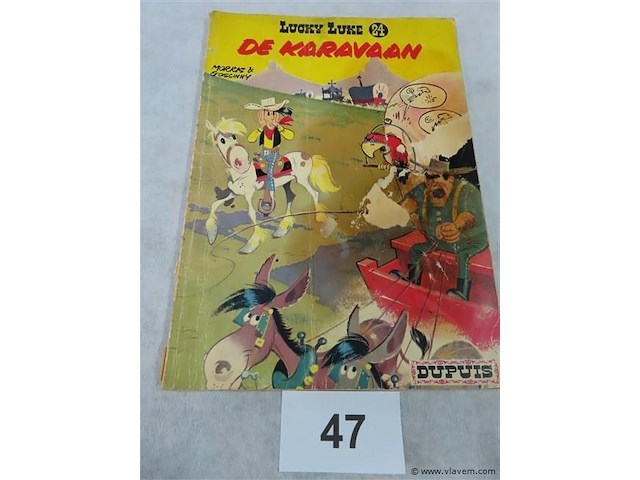 LUCKY LUKE 24
DE KARAVAAN
MORRIS &
GOSCINNY
DUPUIS
47
© www.vlavem.com